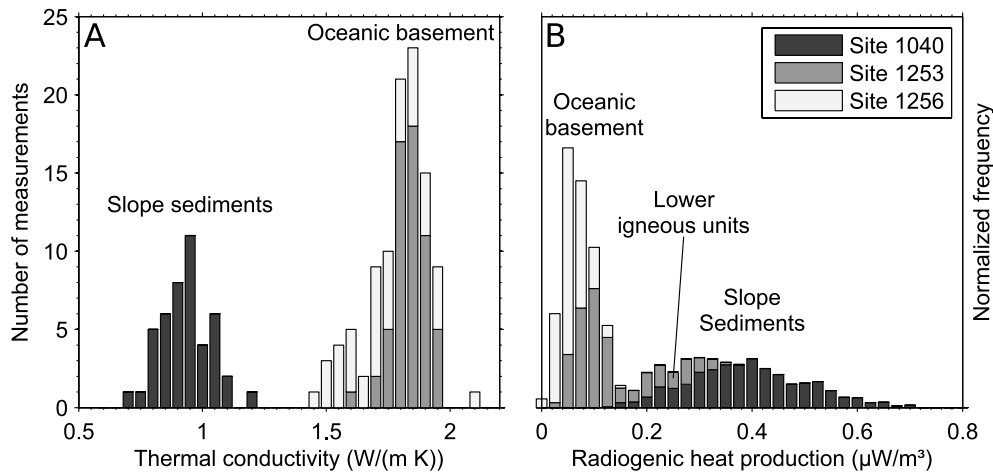 A
Oceanic basement
Slope sediments
Number of measurements
25
20
15
10
5
0
0.5
1
1.5
2
Thermal conductivity (W/(m K))
B
Site 1040
Site 1253
Site 1256
Oceanic
basement
Lower
igneous units
Slope
Sediments
Normalized frequency
0
0.2
0.4
0.6
0.8
Radiogenic heat production (μW/m³)